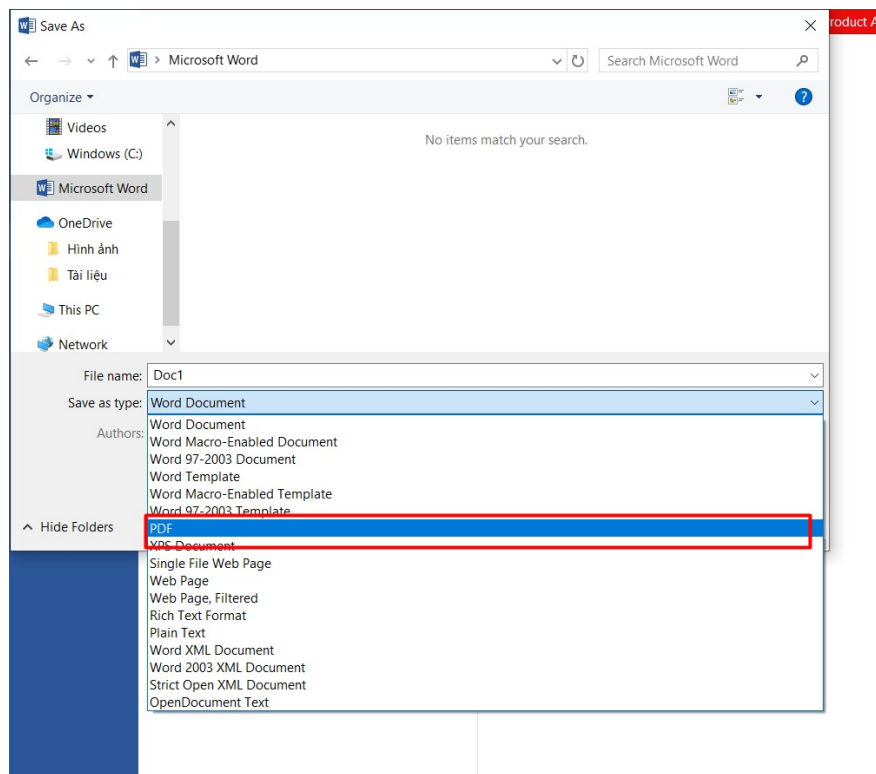 Save As
roduct A
Microsoft Word
Search Microsoft Word
Organize
Videos
Windows (C:)
Microsoft Word
OneDrive
Hình ảnh
Tài liệu
This PC
Network
No items match your search.
File name: Doc1
Save as type: Word Document
Authors:
Word Document
Word Macro-Enabled Document
Word 97-2003 Document
Word Template
Word Macro-Enabled Template
Word 97-2003 Template
PDF
XPS Document
Single File Web Page
Web Page
Web Page, Filtered
Rich Text Format
Plain Text
Word XML Document
Word 2003 XML Document
Strict Open XML Document
OpenDocument Text
Hide Folders